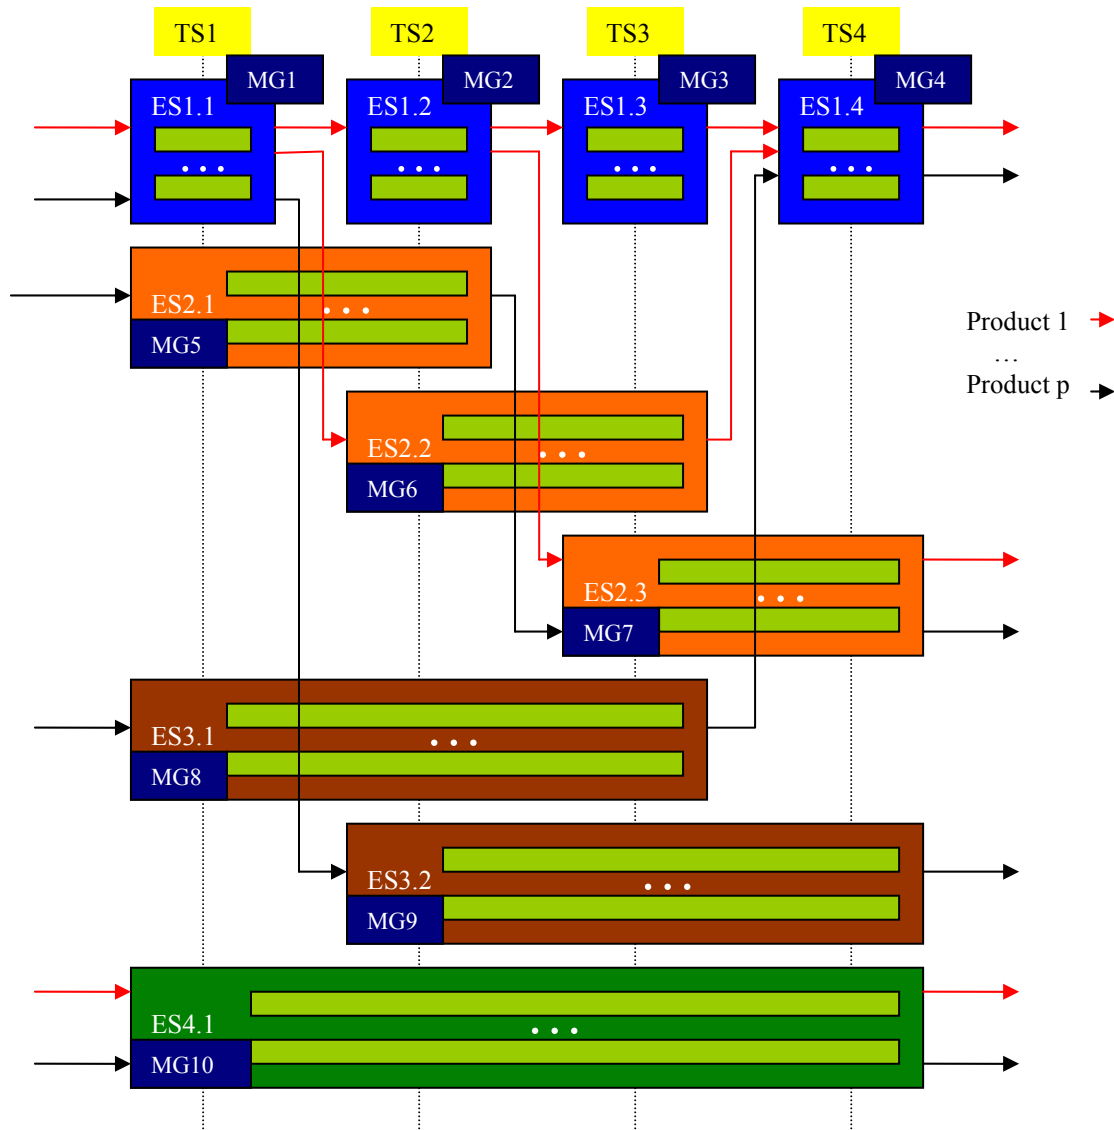 TS1
TS2
TS3
TS4
MG1
MG2
MG3
MG4
ES1.1
ES1.2
ES1.3
ES1.4
ES2.1
MG5
Product 1
…
Product p
ES2.2
MG6
ES2.3
MG7
ES3.1
MG8
ES3.2
MG9
ES4.1
MG10